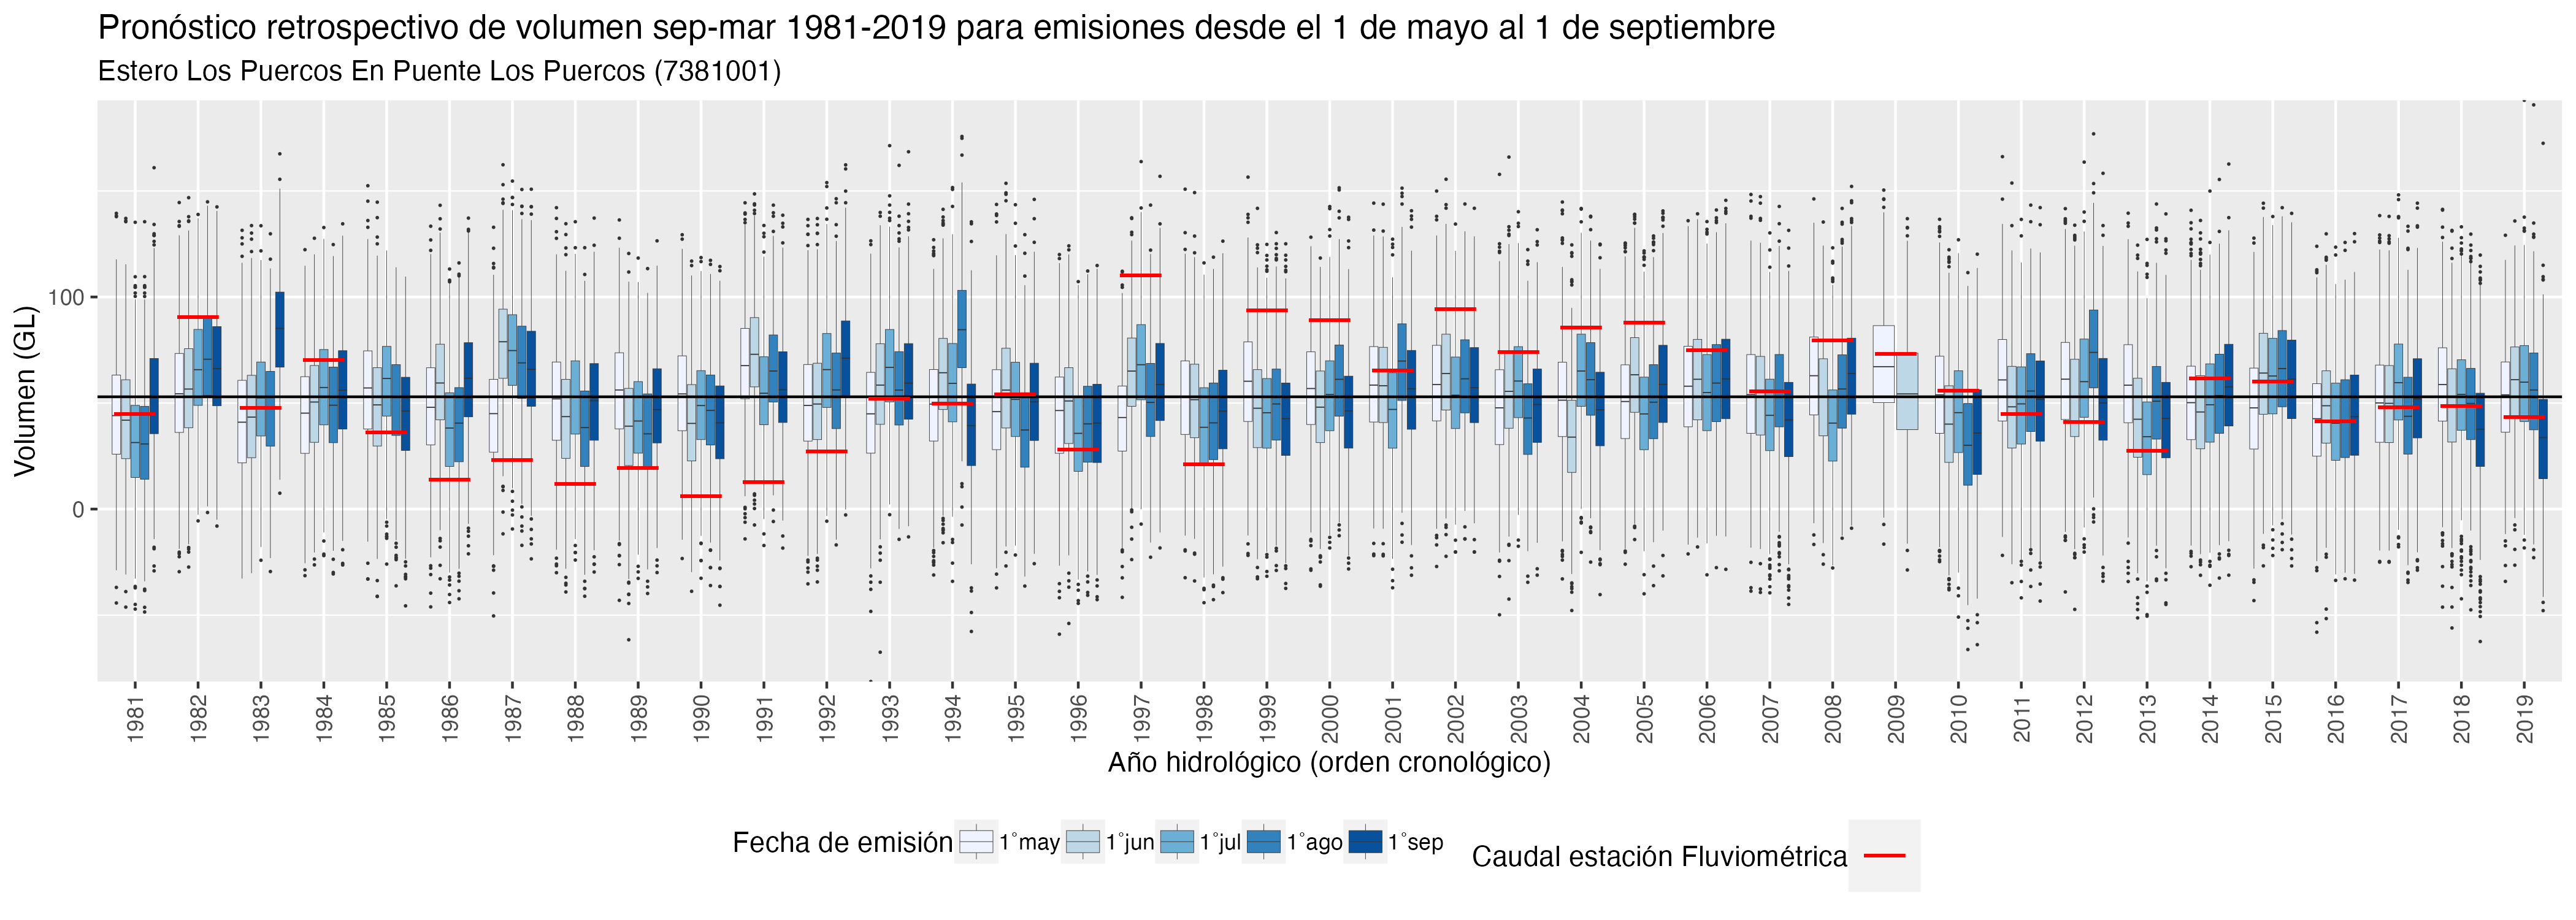 Pronóstico retrospectivo de volumen sep-mar 1981-2019 para emisiones desde el 1 de mayo al 1 de septiembre
Estero Los Puercos En Puente Los Puercos (7381001)
Volumen (GL)
100
0
1981 1982 1983 1984 1985 1986 1987 1988 1989 1990 1991 1992 1993 1994 1995 1996 1997 1998 1999 2000 2001 2002 2003 2004 2005 2006 2007 2008 2009 2010 2011 2012 2013 2014 2015 2016 2017 2018 2019
Año hidrológico (orden cronológico)
Fecha de emisión 1°may 1°jun 1°jul 1°ago 1°sep Caudal estación Fluviométrica